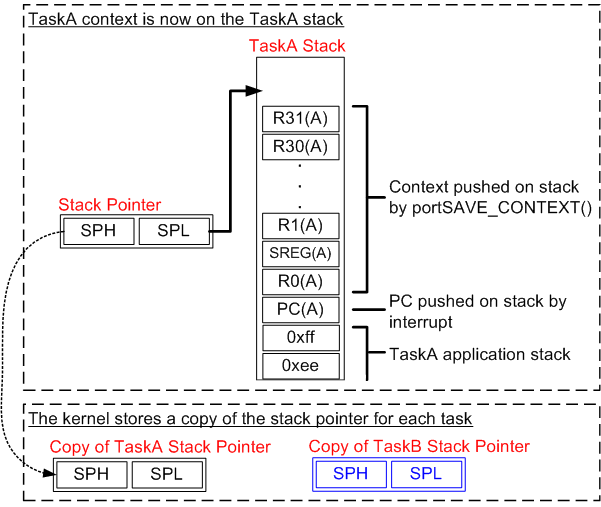 TaskA context is now on the TaskA stack
TaskA Stack
R31(A)
R30(A)
.
.
.
R1(A)
SREG(A)
R0(A)
PC(A)
0xff
0xee
Stack Pointer
SPH SPL
Context pushed on stack
by portSAVE_CONTEXT()
PC pushed on stack by
interrupt
TaskA application stack
The kernel stores a copy of the stack pointer for each task
Copy of TaskA Stack Pointer
SPH SPL
Copy of TaskB Stack Pointer
SPH SPL